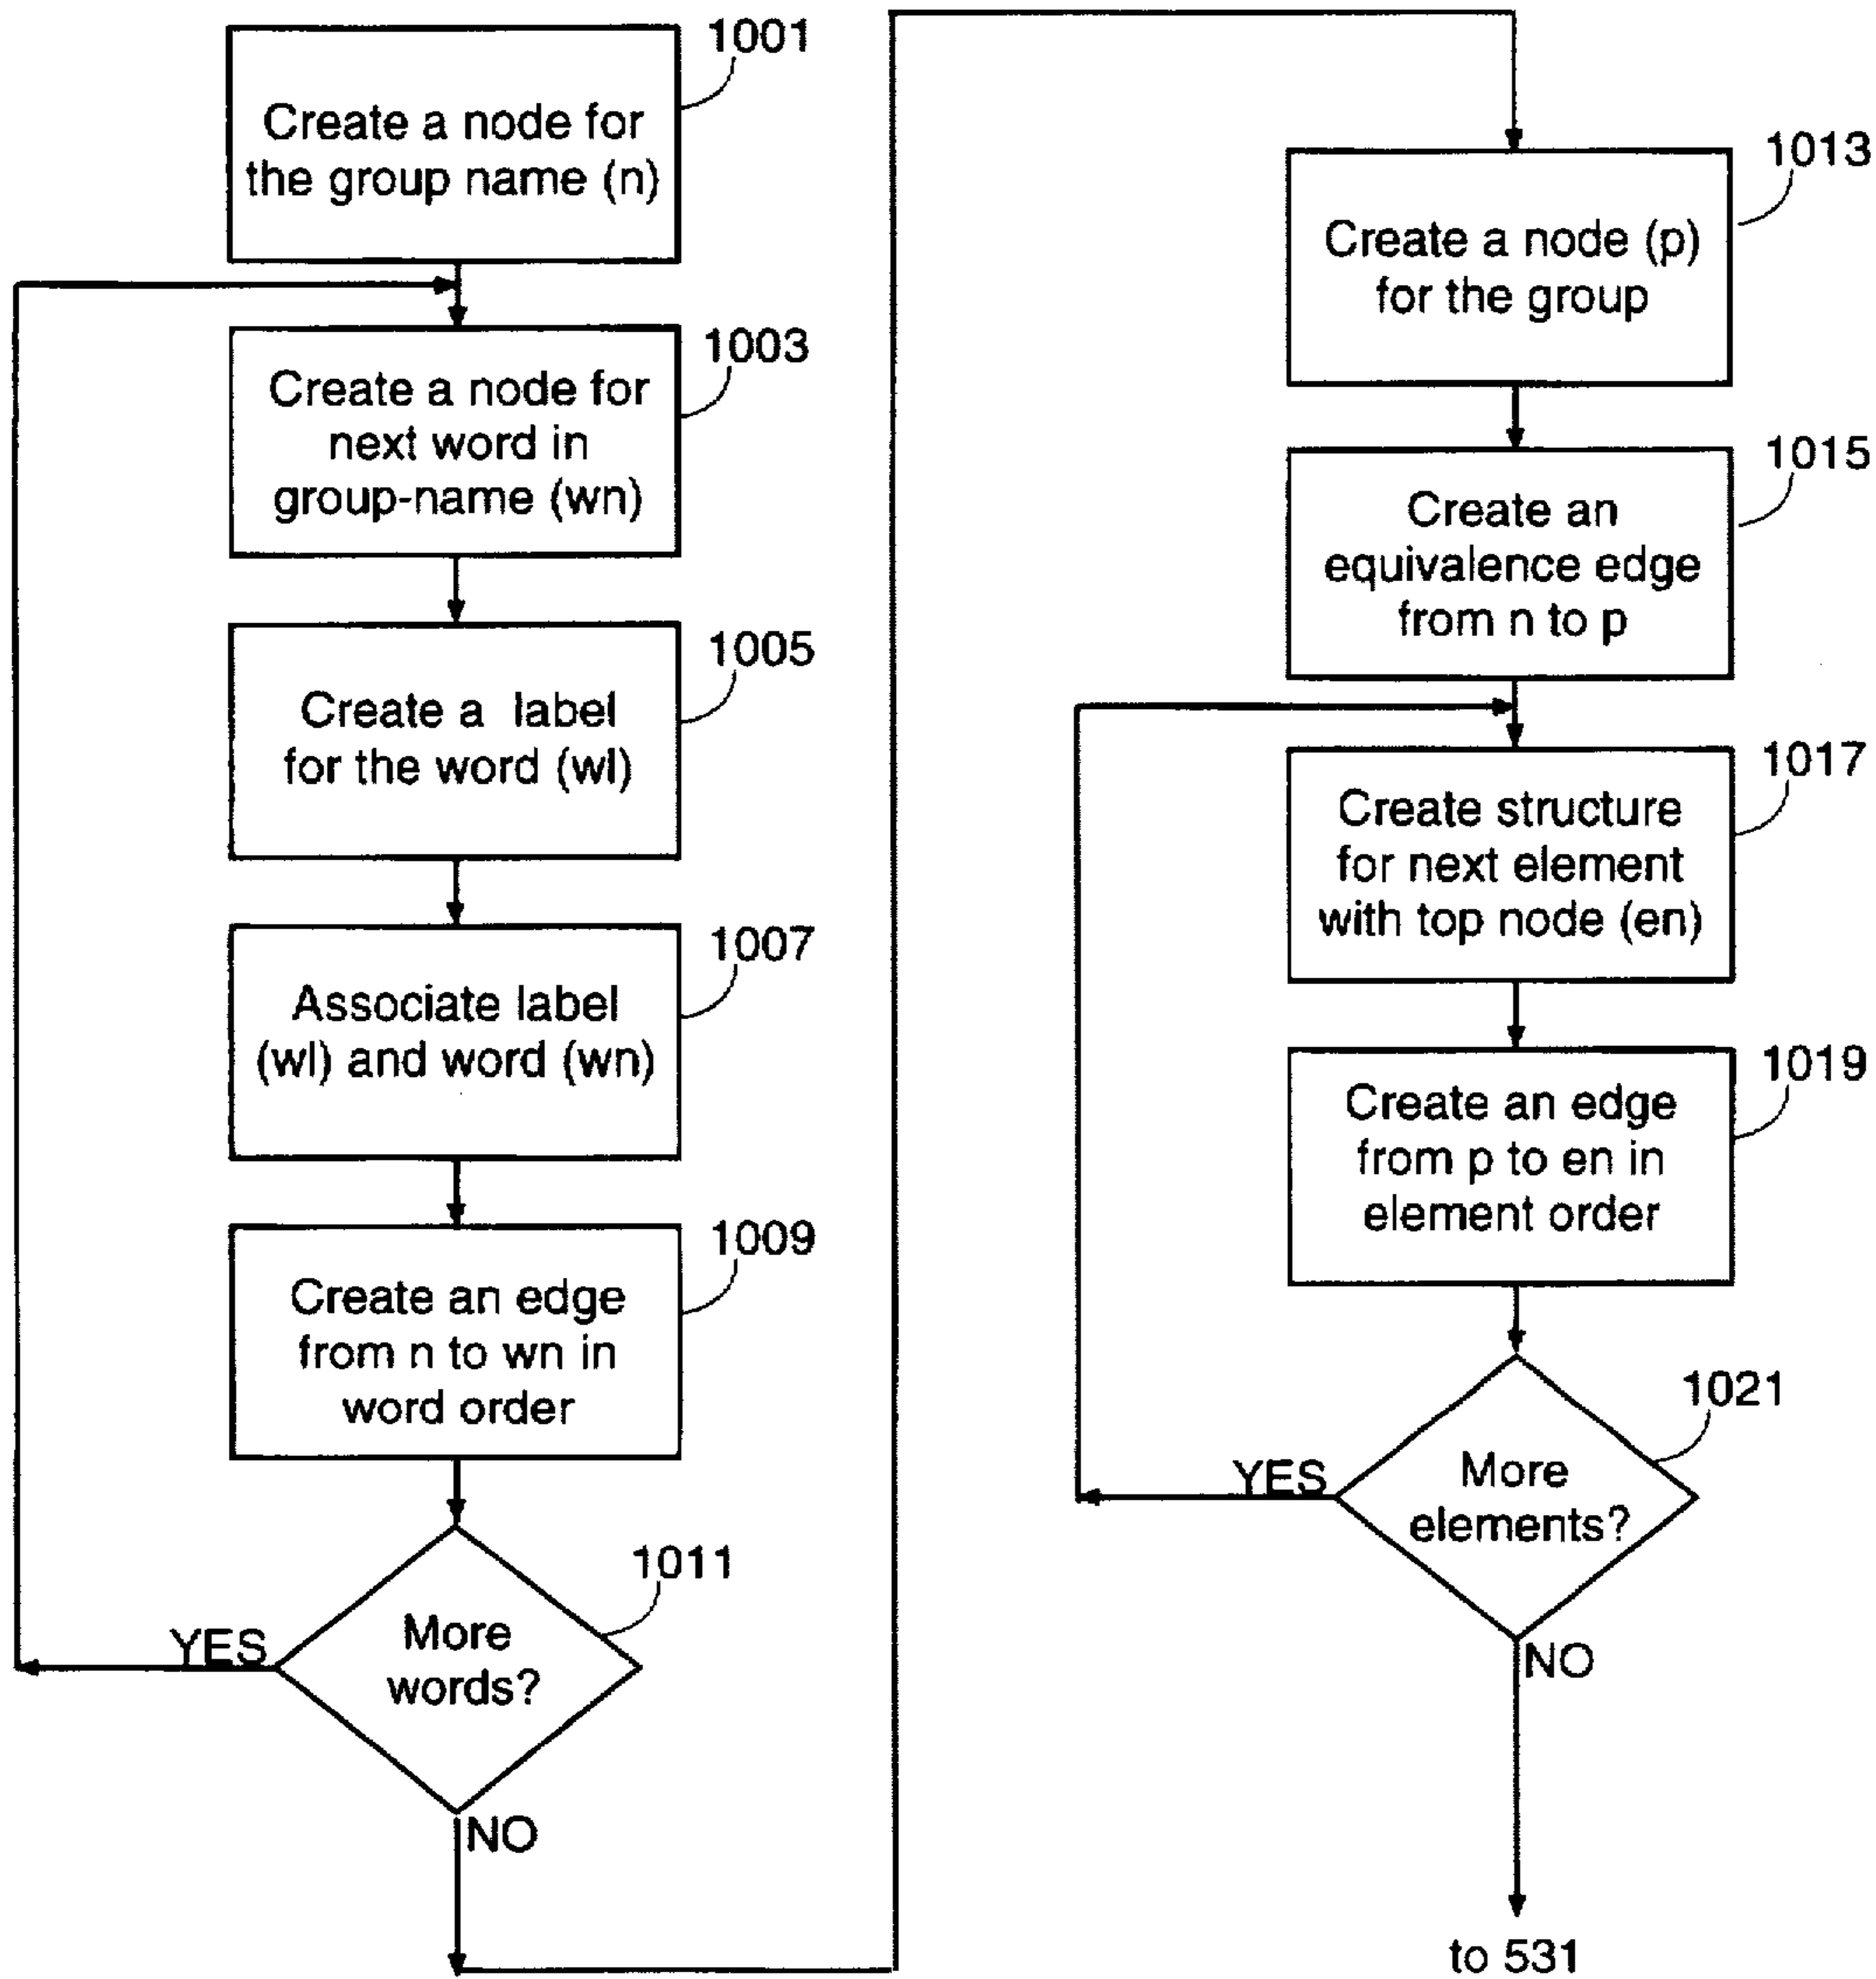 1001
Create a node for
the group name (n)
1003
Create a node for
next word in
group-name (wn)
1005
Create a label
for the word (wl)
1007
Associate label
(wl) and word (wn)
1009
Create an edge
from n to wn in
word order
1011
More
words?
YES
NO
1013
Create a node (p)
for the group
1015
Create an
equivalence edge
from n to p
1017
Create structure
for next element
with top node (en)
1019
Create an edge
from p to en in
element order
1021
More
elements?
YES
NO
to 531